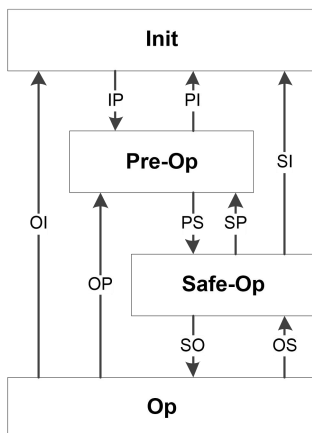 Init
IP PI
Pre-Op
SI
OI
PS SP
OP
Safe-Op
SO OS
Op